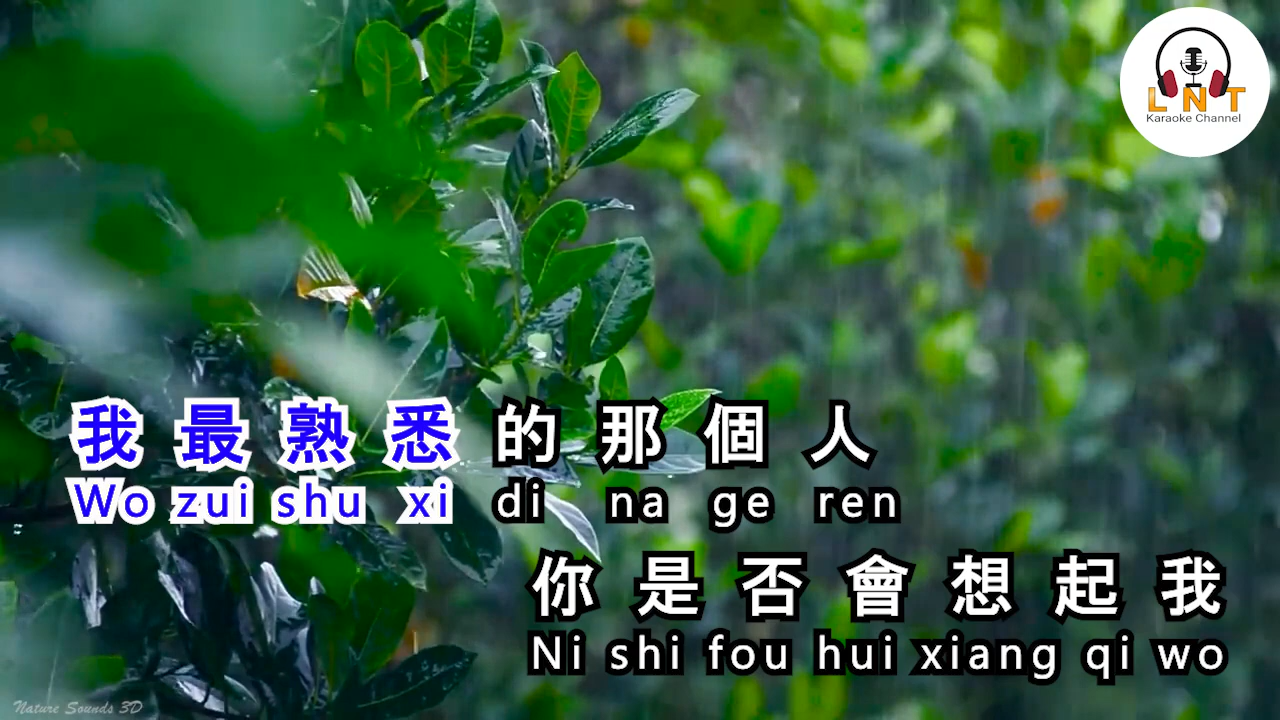 L N T
Karaoke Channel
我最熟悉的那個人
Wo zui shu xi di na ge ren
你是否會想起我
Ni shi fou hui xiang qi wo
Nature Sounds 3D